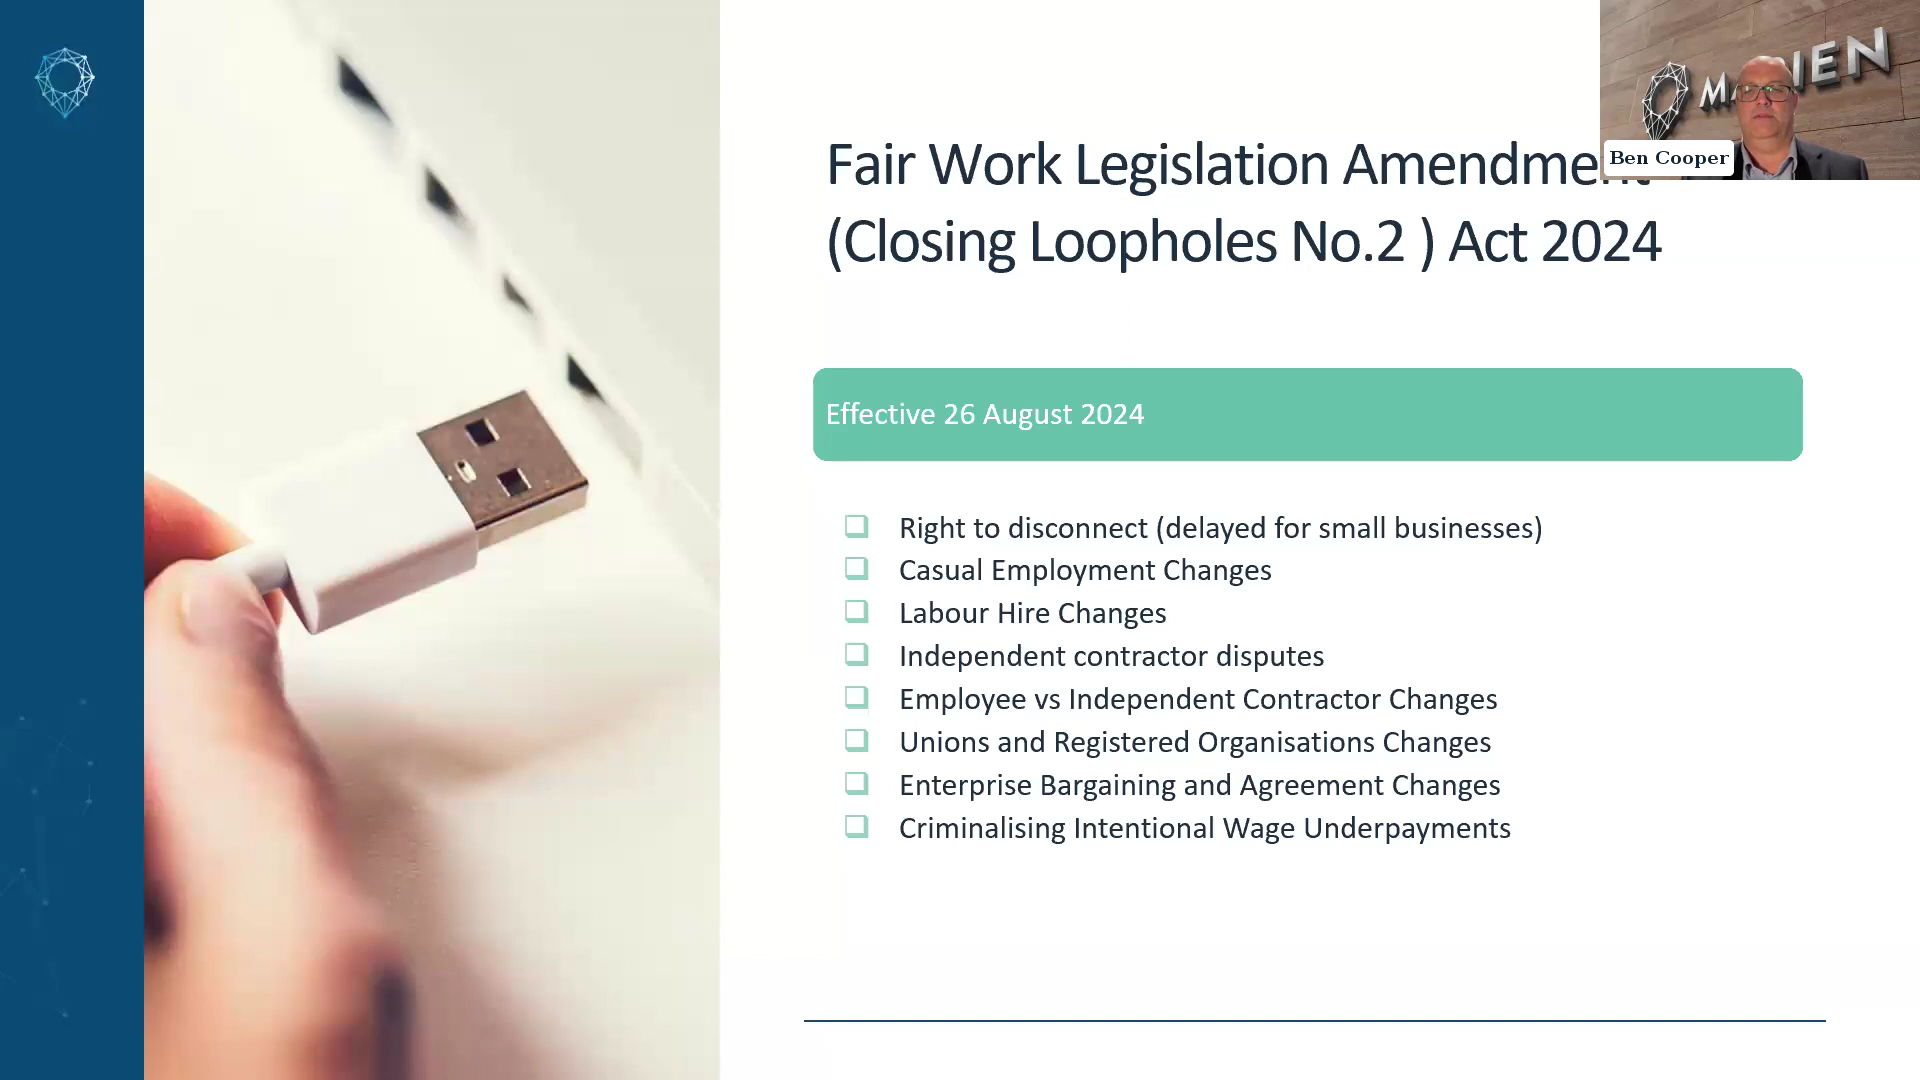 Fair Work Legislation Amendment
(Closing Loopholes No.2 ) Act 2024
Ben Cooper
Effective 26 August 2024
Right to disconnect (delayed for small businesses)
Casual Employment Changes
Labour Hire Changes
Independent contractor disputes
Employee vs Independent Contractor Changes
Unions and Registered Organisations Changes
Enterprise Bargaining and Agreement Changes
Criminalising Intentional Wage Underpayments